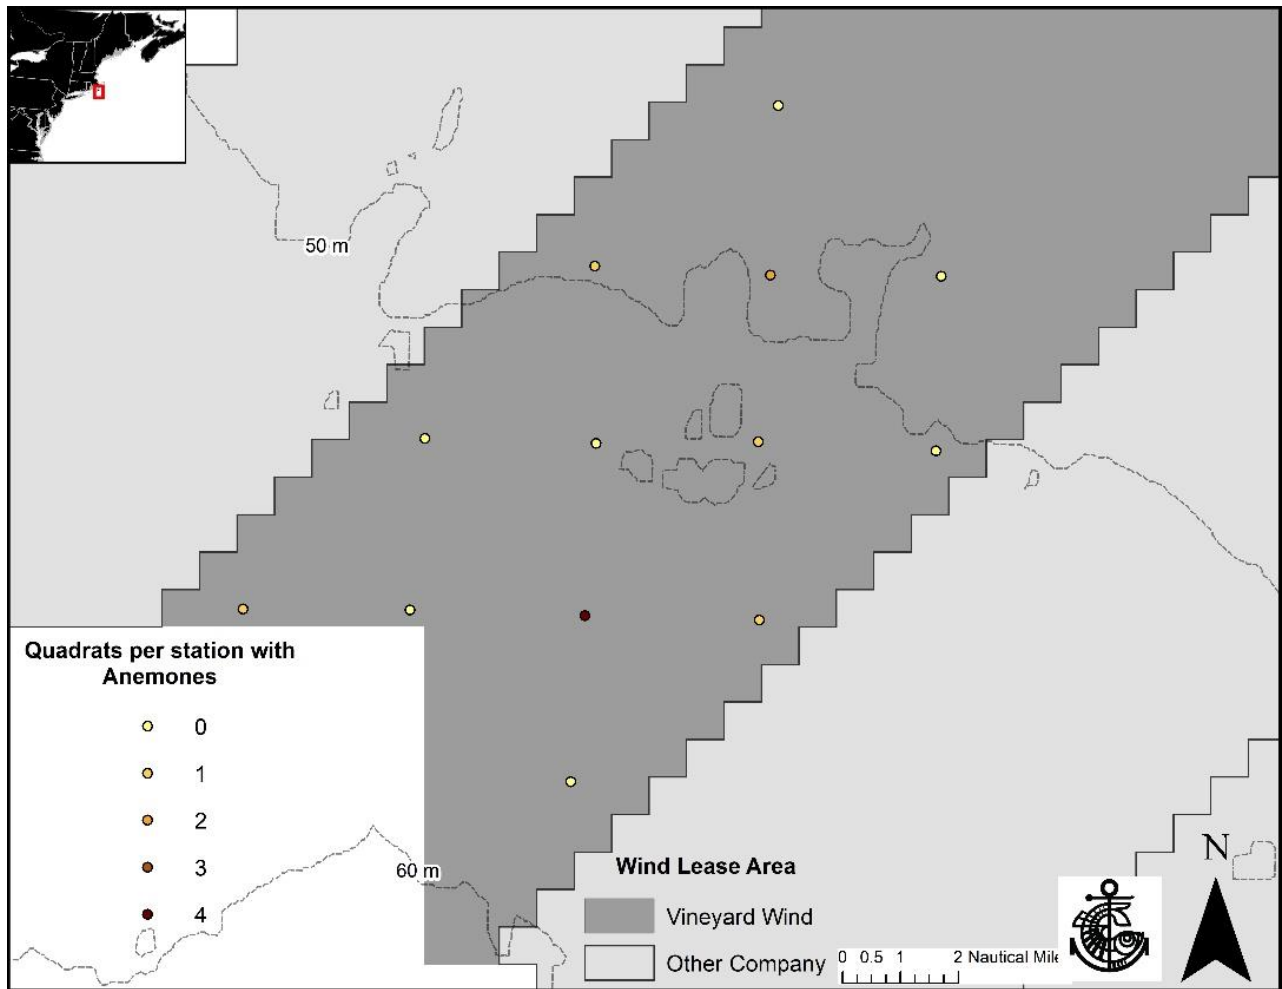 50 m
Quadrats per station with
Anemones
0
1
2
3
4
60 m
Wind Lease Area
Vineyard Wind
Other Company
0 0.5 1 2 Nautical Mile
N